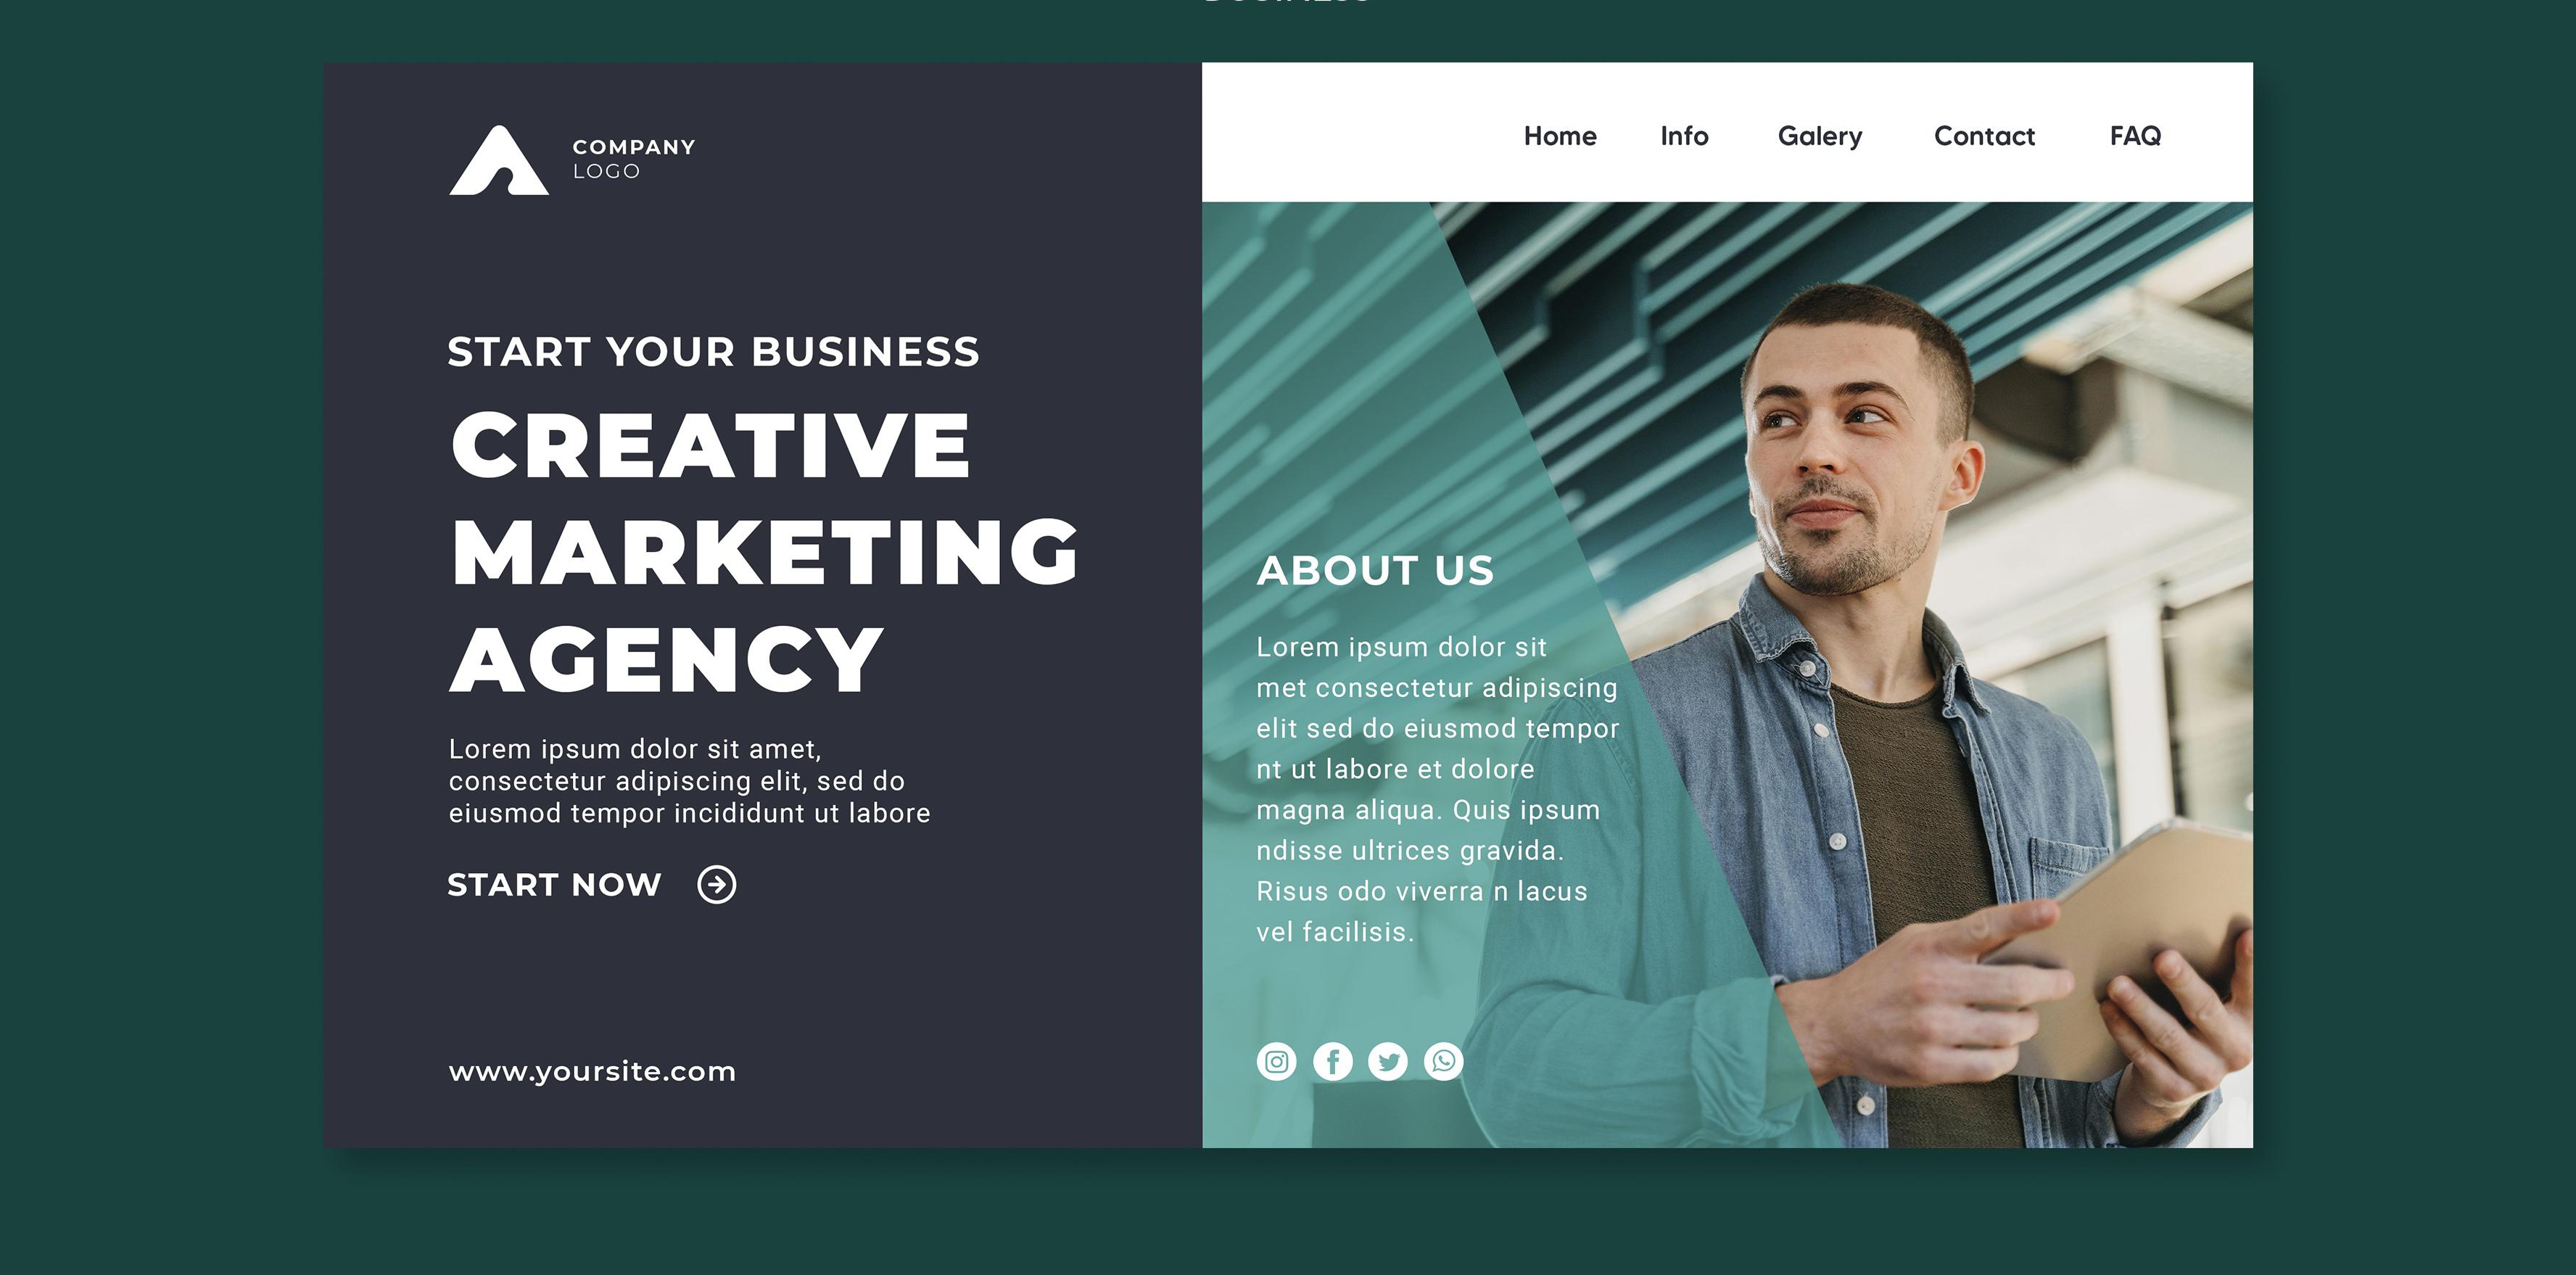 COMPANY
LOGO
Home Info Galery Contact FAQ
START YOUR BUSINESS
CREATIVE
MARKETING
AGENCY
Lorem ipsum dolor sit amet,
consectetur adipiscing elit, sed do
eiusmod tempor incididunt ut labore
START NOW
www.yoursite.com
ABOUT US
Lorem ipsum dolor sit
met consectetur adipiscing
elit sed do eiusmod tempor
nt ut labore et dolore
magna aliqua. Quis ipsum
ndisse ultrices gravida.
Risus odo viverra n lacus
vel facilisis.